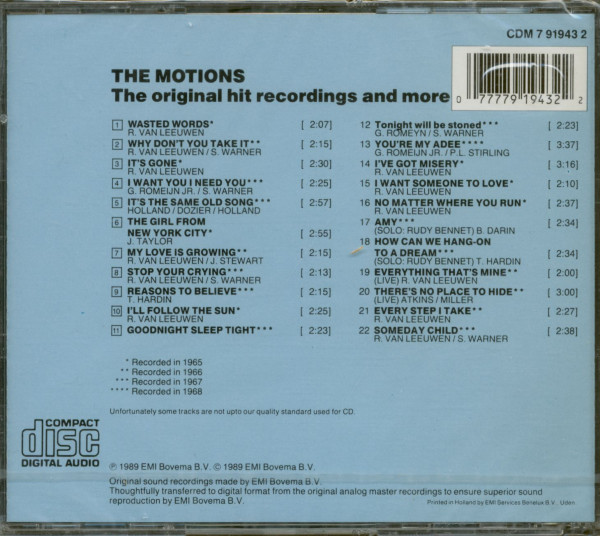 CDM 7 91943 2
THE MOTIONS
The original hit recordings and more
0 77779 19432 2
1 WASTED WORDS* [ 2:07]
R. VAN LEEUWEN
2 WHY DON'T YOU TAKE IT** [ 2:15]
R. VAN LEEUWEN / S. WARNER
3 IT'S GONE* [ 2:30]
R. VAN LEEUWEN
4 I WANT YOU I NEED YOU*** [ 2:25]
G. ROMEIJN JR. / S. WARNER
5 IT'S THE SAME OLD SONG*** [ 2:57]
HOLLAND / DOZIER / HOLLAND
6 THE GIRL FROM
NEW YORK CITY* [ 2:55]
J. TAYLOR
7 MY LOVE IS GROWING** [ 2:15]
R. VAN LEEUWEN / J. STEWART
8 STOP YOUR CRYING*** [ 2:13]
R. VAN LEEUWEN / S. WARNER
9 REASONS TO BELIEVE*** [ 2:15]
T. HARDIN
10 I'LL FOLLOW THE SUN* [ 2:25]
R. VAN LEEUWEN
11 GOODNIGHT SLEEP TIGHT*** [ 2:23]
12 Tonight will be stoned*** [ 2:23]
G. ROMEYN / S. WARNER
13 YOU'RE MY ADEE**** [ 3:37]
G. ROMEIJN JR. / P.L. STIRLING
14 I'VE GOT MISERY* [ 3:16]
R. VAN LEEUWEN
15 I WANT SOMEONE TO LOVE* [ 2:10]
R. VAN LEEUWEN
16 NO MATTER WHERE YOU RUN* [ 2:37]
R. VAN LEEUWEN
17 AMY*** [ 2:34]
(SOLO: RUDY BENNET) B. DARIN
18 HOW CAN WE HANG-ON
TO A DREAM*** [ 2:34]
(SOLO: RUDY BENNET) T. HARDIN
19 EVERYTHING THAT'S MINE** [ 2:00]
(LIVE) R. VAN LEEUWEN
20 THERE'S NO PLACE TO HIDE** [ 3:00]
(LIVE) ATKINS / MILLER
21 EVERY STEP I TAKE** [ 2:27]
R. VAN LEEUWEN
22 SOMEDAY CHILD*** [ 2:38]
R. VAN LEEUWEN / S. WARNER
* Recorded in 1965
** Recorded in 1966
*** Recorded in 1967
**** Recorded in 1968
Unfortunately some tracks are not upto our quality standard used for CD.
COMPACT
disc
DIGITAL AUDIO
℗ 1989 EMI Bovema B.V. © 1989 EMI Bovema B.V.
Original sound recordings made by EMI Bovema B.V.
Thoughtfully transferred to digital format from the original analog master recordings to ensure superior sound
reproduction by EMI Bovema B.V.
Printed in Holland by EMI Services Benelux B.V., Uden